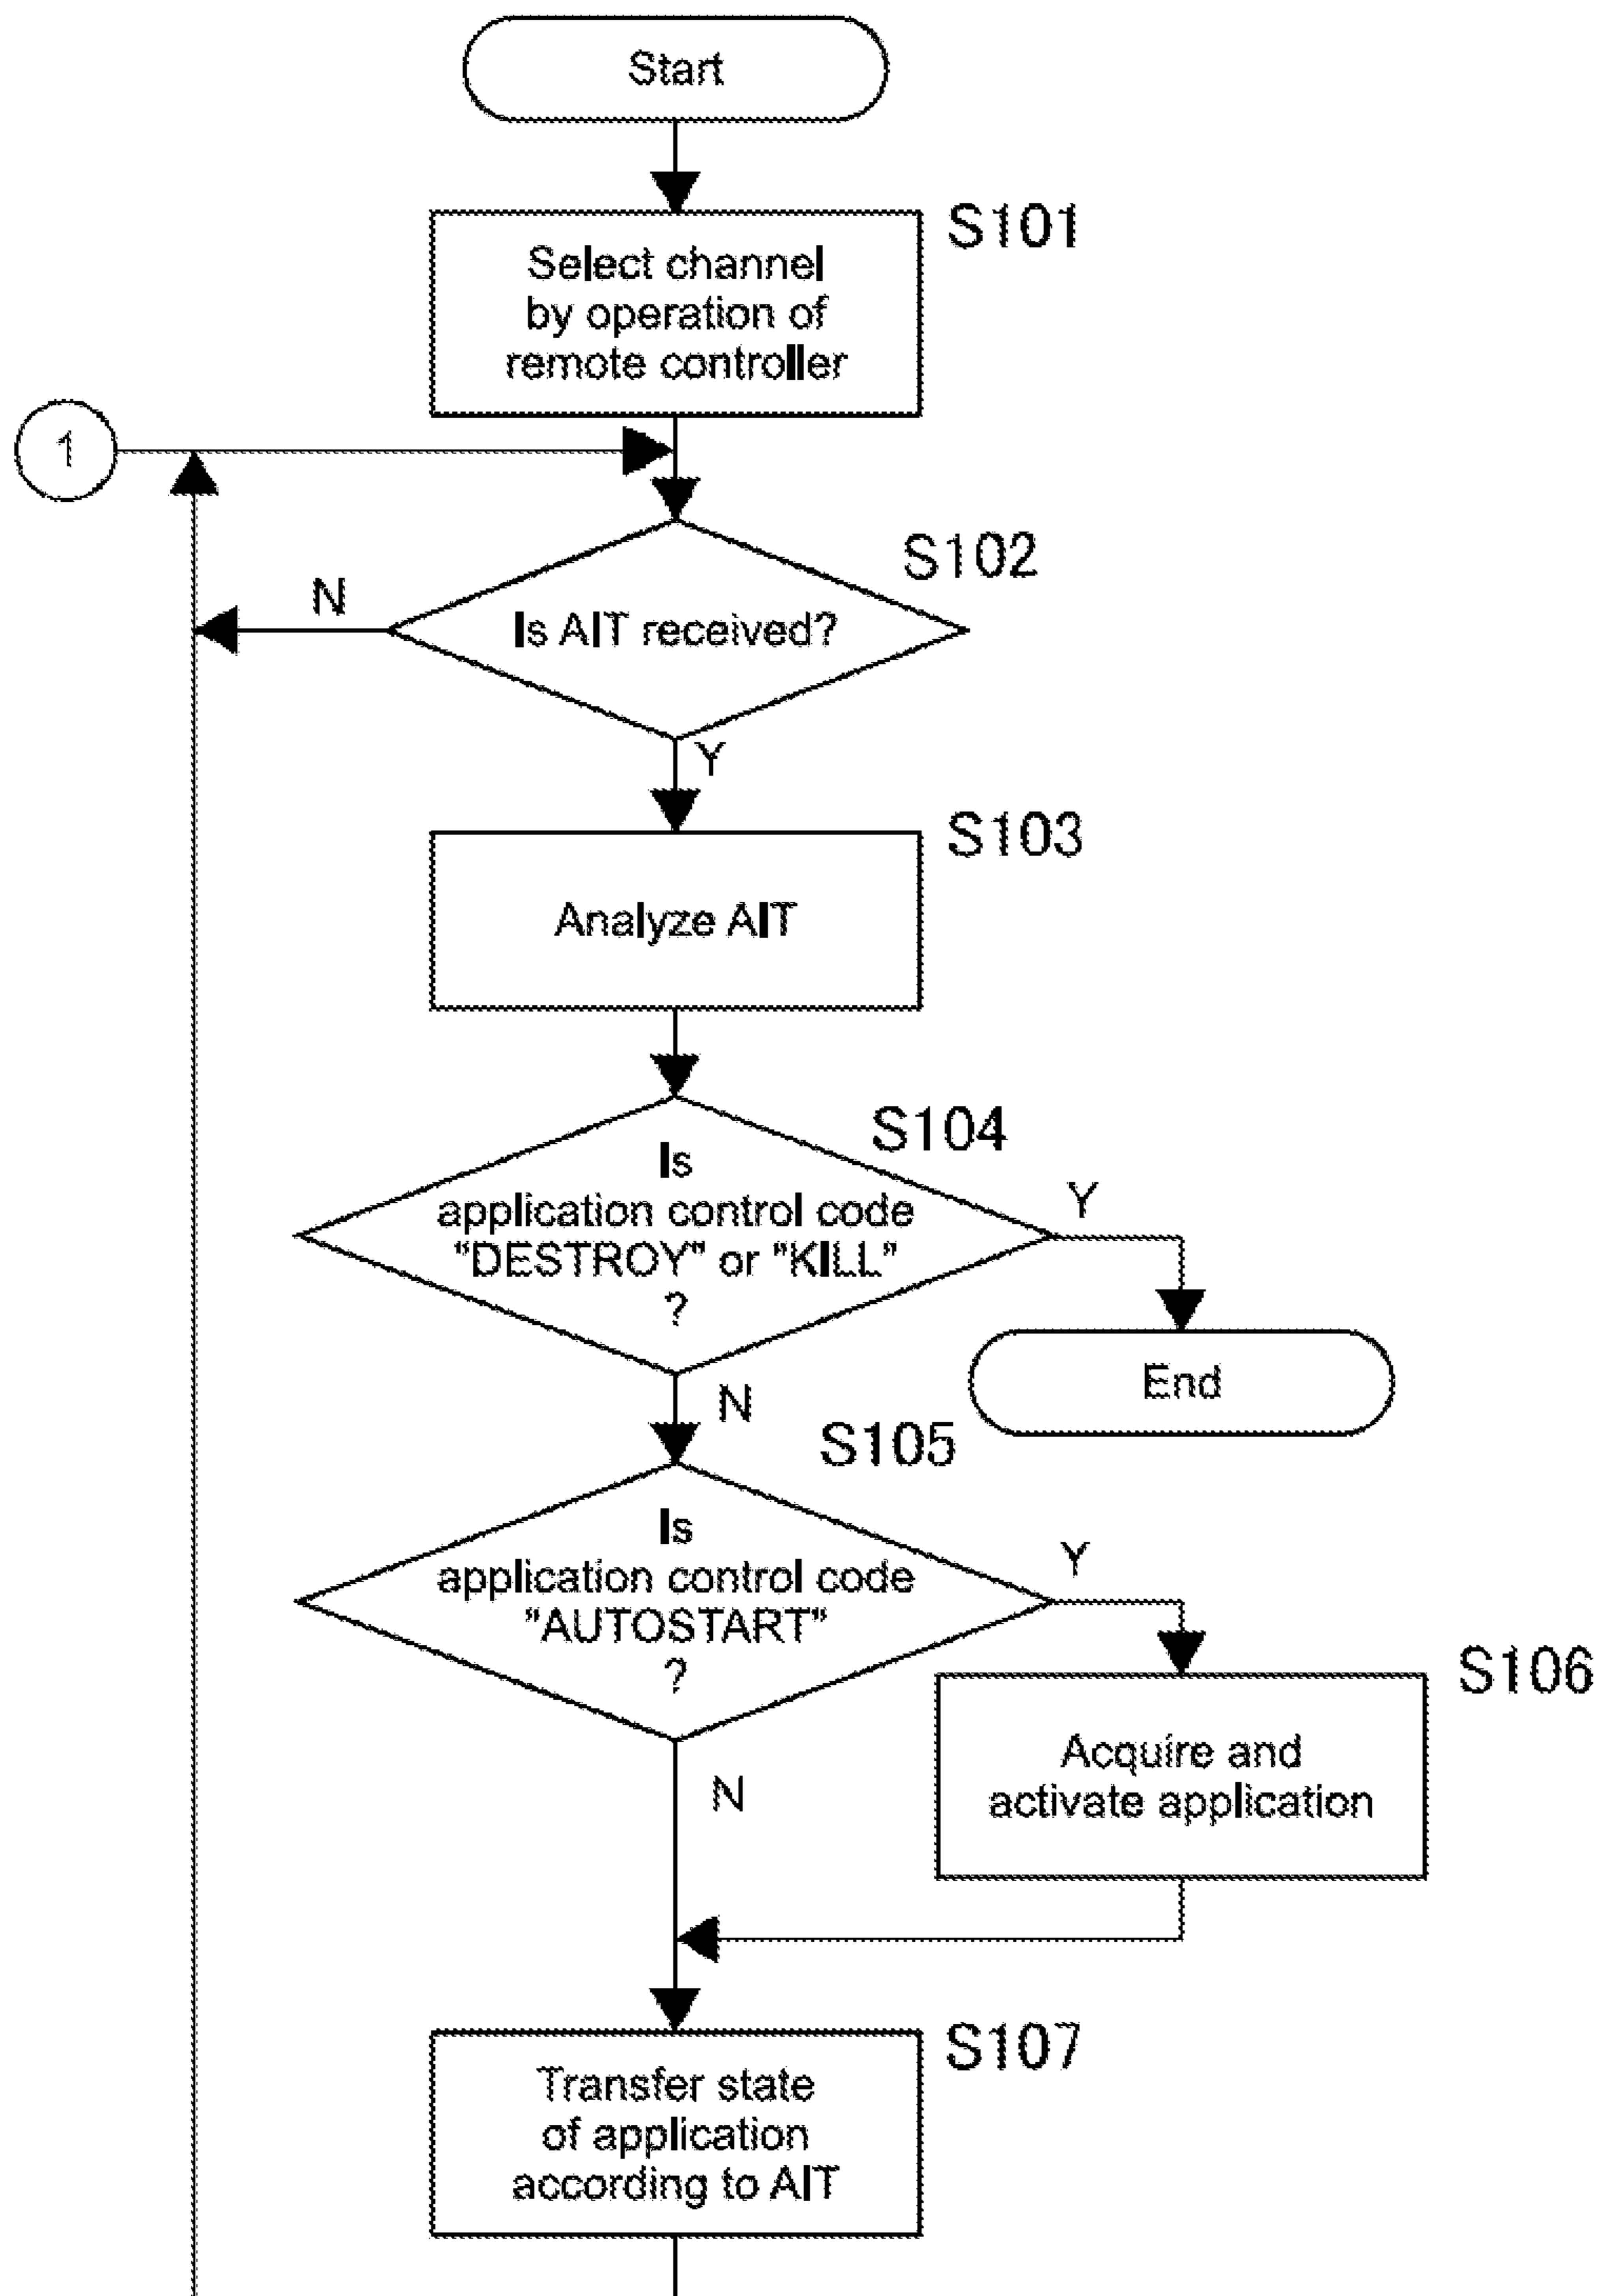 Start
S101
Select channel
by operation of
remote controller
1
S102
N
Is AIT received?
Y
S103
Analyze AIT
S104
Is
application control code
"DESTROY" or "KILL"
?
Y
End
N
S105
Is
application control code
"AUTOSTART"
?
Y
S106
Acquire and
activate application
N
S107
Transfer state
of application
according to AIT